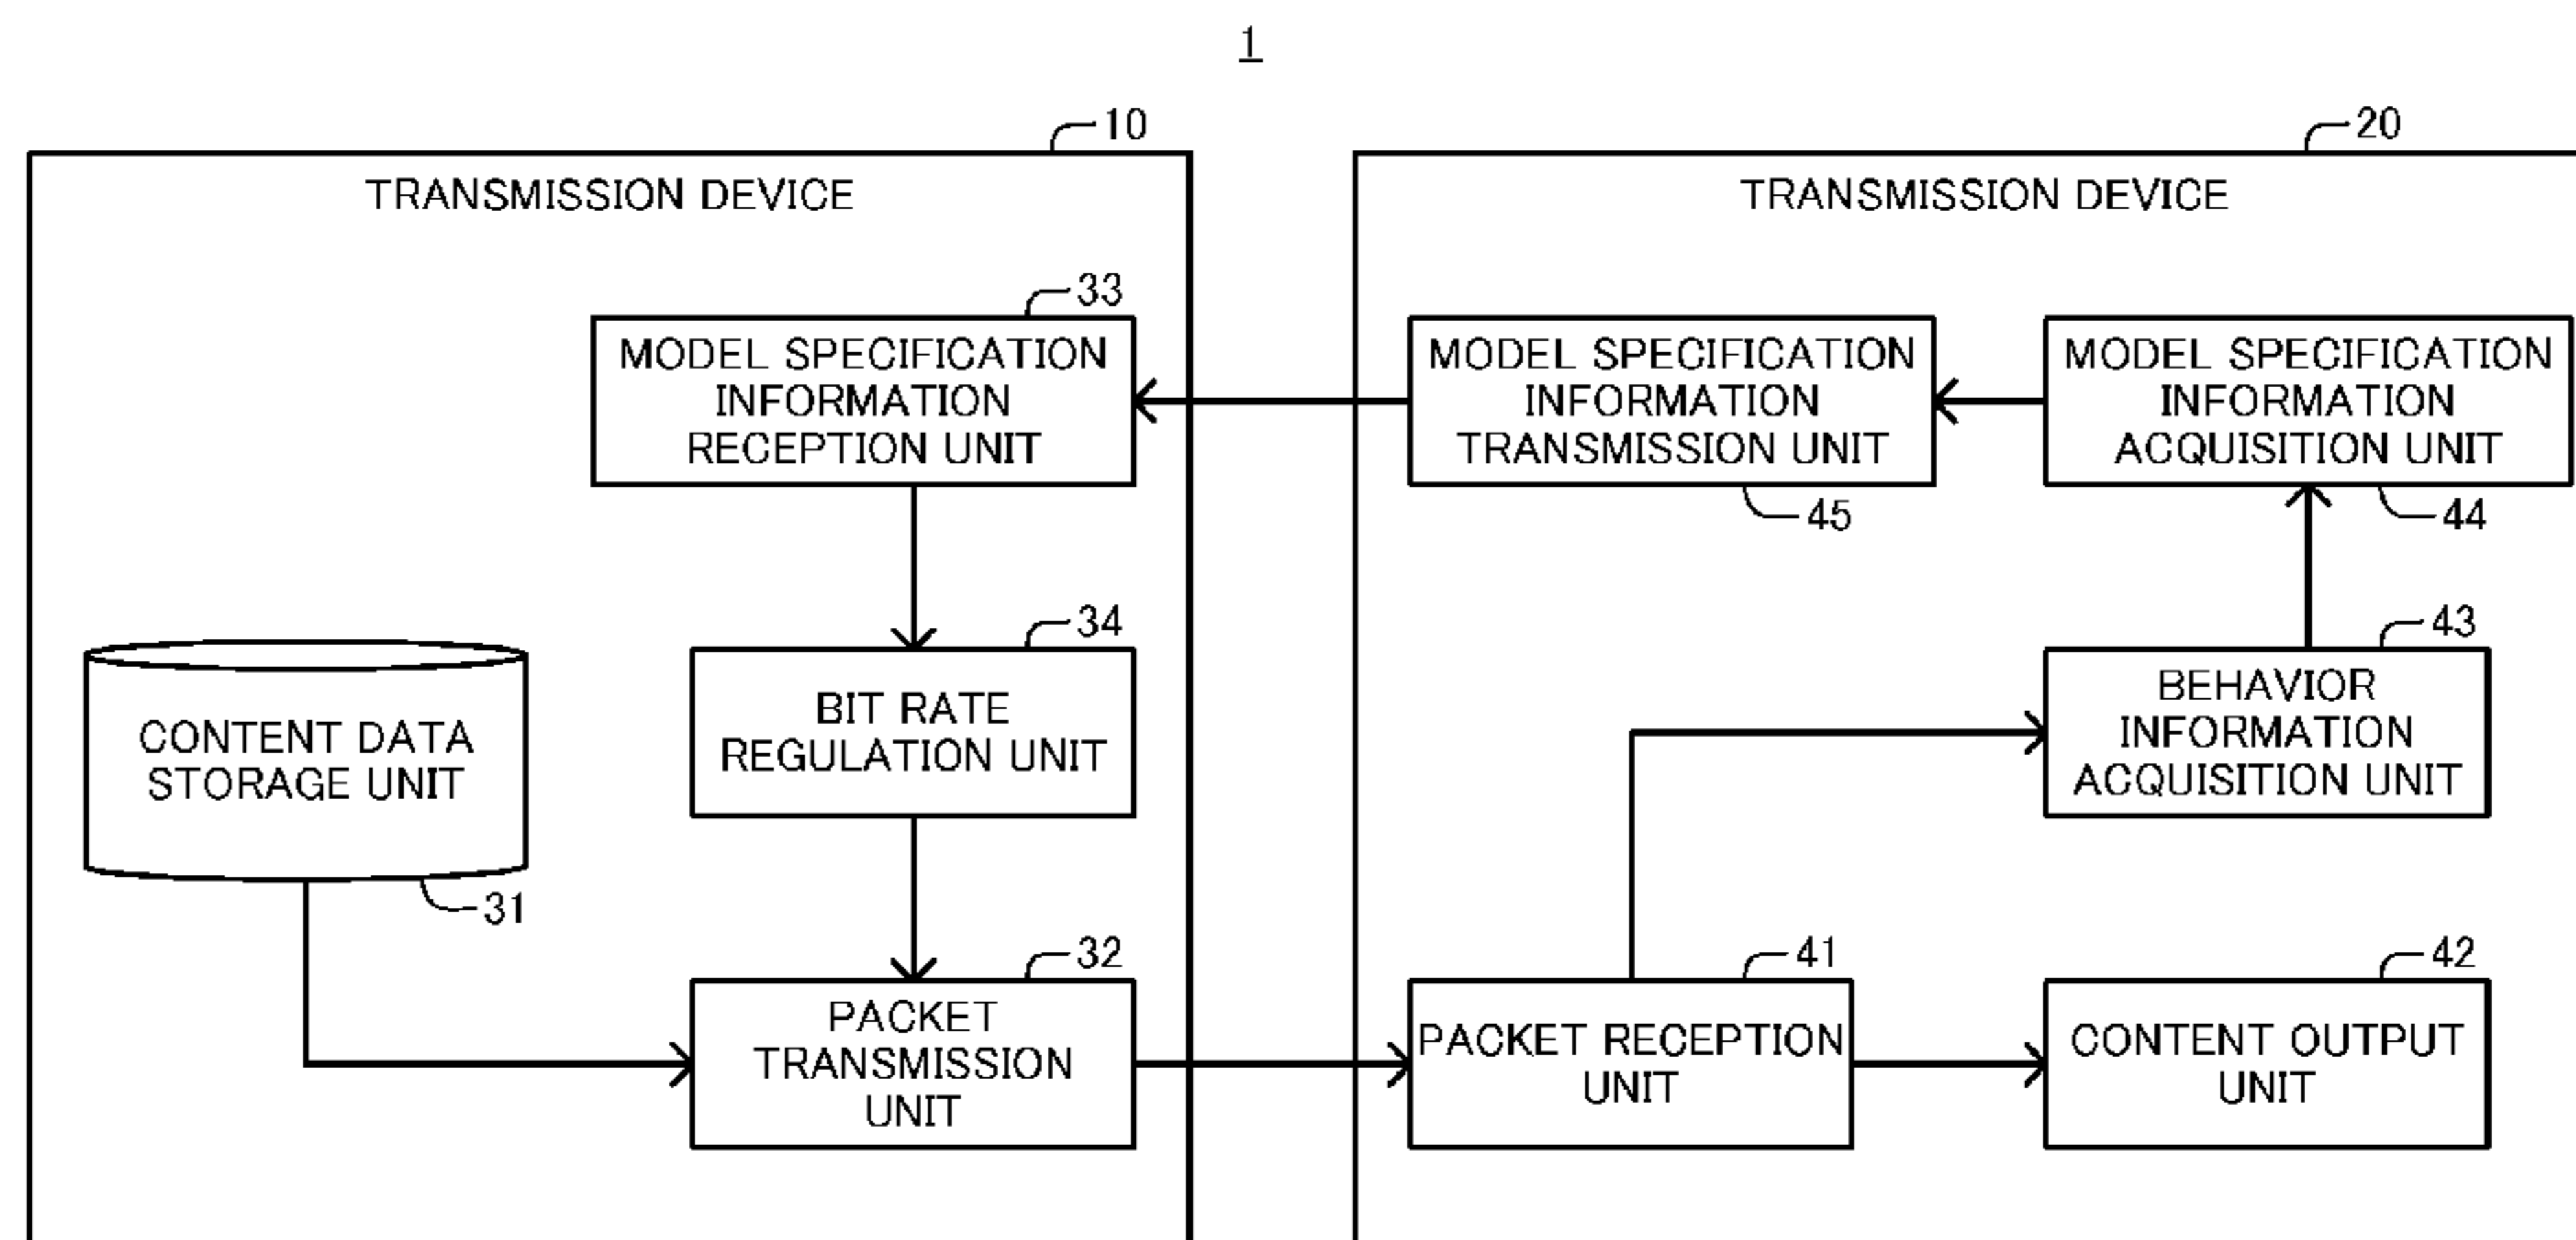 1
10
TRANSMISSION DEVICE
33
MODEL SPECIFICATION
INFORMATION
RECEPTION UNIT
34
BIT RATE
REGULATION UNIT
CONTENT DATA
STORAGE UNIT
31
32
PACKET
TRANSMISSION
UNIT
20
TRANSMISSION DEVICE
MODEL SPECIFICATION
INFORMATION
TRANSMISSION UNIT
45
MODEL SPECIFICATION
INFORMATION
ACQUISITION UNIT
44
43
BEHAVIOR
INFORMATION
ACQUISITION UNIT
41
PACKET RECEPTION
UNIT
42
CONTENT OUTPUT
UNIT